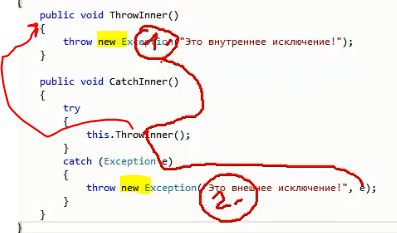 {
public void ThrowInner()
{
throw new Exception("Это внутреннее исключение!");
}
public void CatchInner()
{
try
{
this.ThrowInner();
}
catch (Exception e)
{
throw new Exception("Это внешнее исключение!", e);
}
}
}
1.
2.